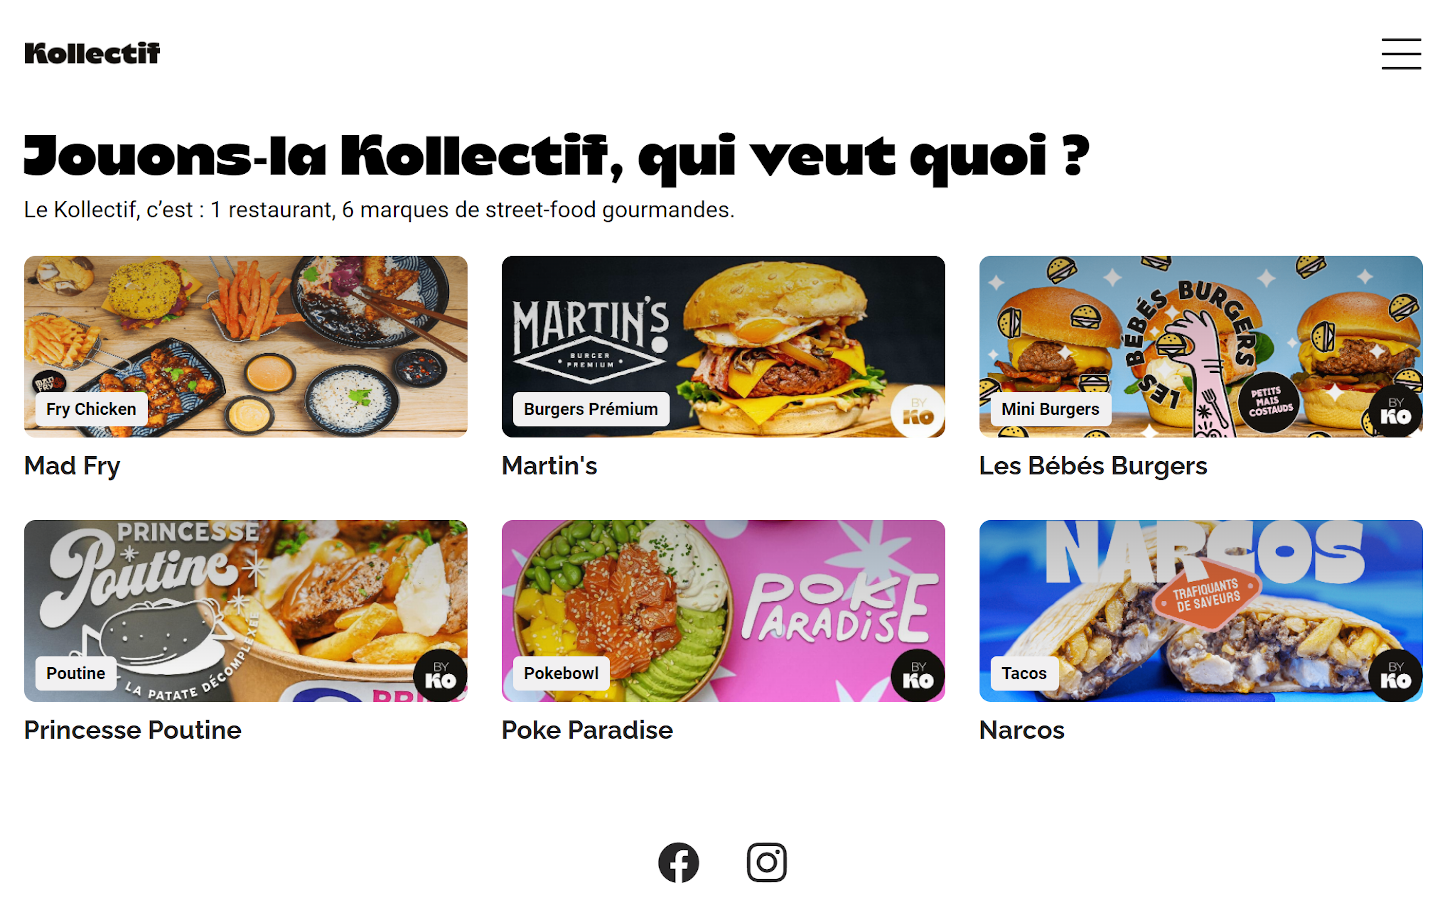 Kollectif
Jouons-la Kollectif, qui veut quoi ?
Le Kollectif, c’est : 1 restaurant, 6 marques de street-food gourmandes.
MAD
FRY
Fry Chicken
Mad Fry
MARTIN'S
BURGER
PREMIUM
Burgers Prémium
BY
KO
Martin's
LES BÉBÉS BURGERS
PETITS
MAIS
COSTAUDS
Mini Burgers
BY
KO
Les Bébés Burgers
PRINCESSE
Poutine
LA PATATE DÉCOMPLEXÉE
Poutine
BY
KO
Princesse Poutine
POKE
PARADISE
Pokebowl
BY
KO
Poke Paradise
NARCOS
TRAFIQUANTS
DE SAVEURS
Tacos
BY
KO
Narcos